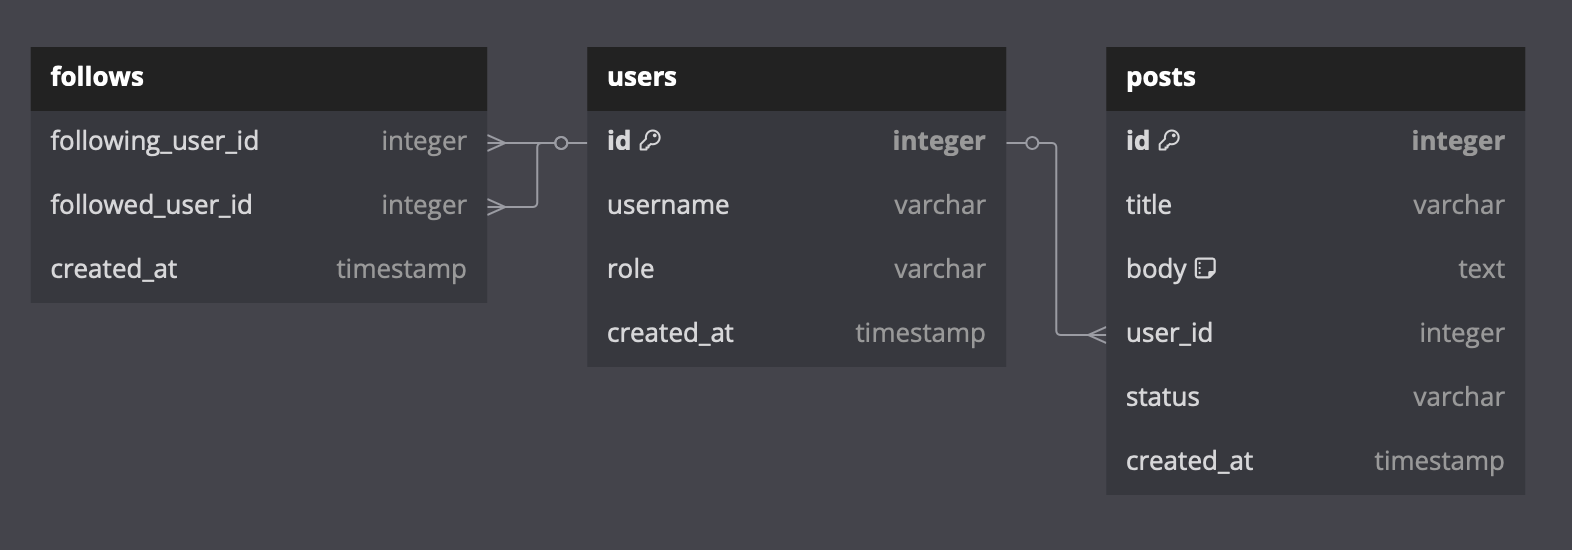 follows
following_user_id integer
followed_user_id integer
created_at timestamp
users
id integer
username varchar
role varchar
created_at timestamp
posts
id integer
title varchar
body text
user_id integer
status varchar
created_at timestamp